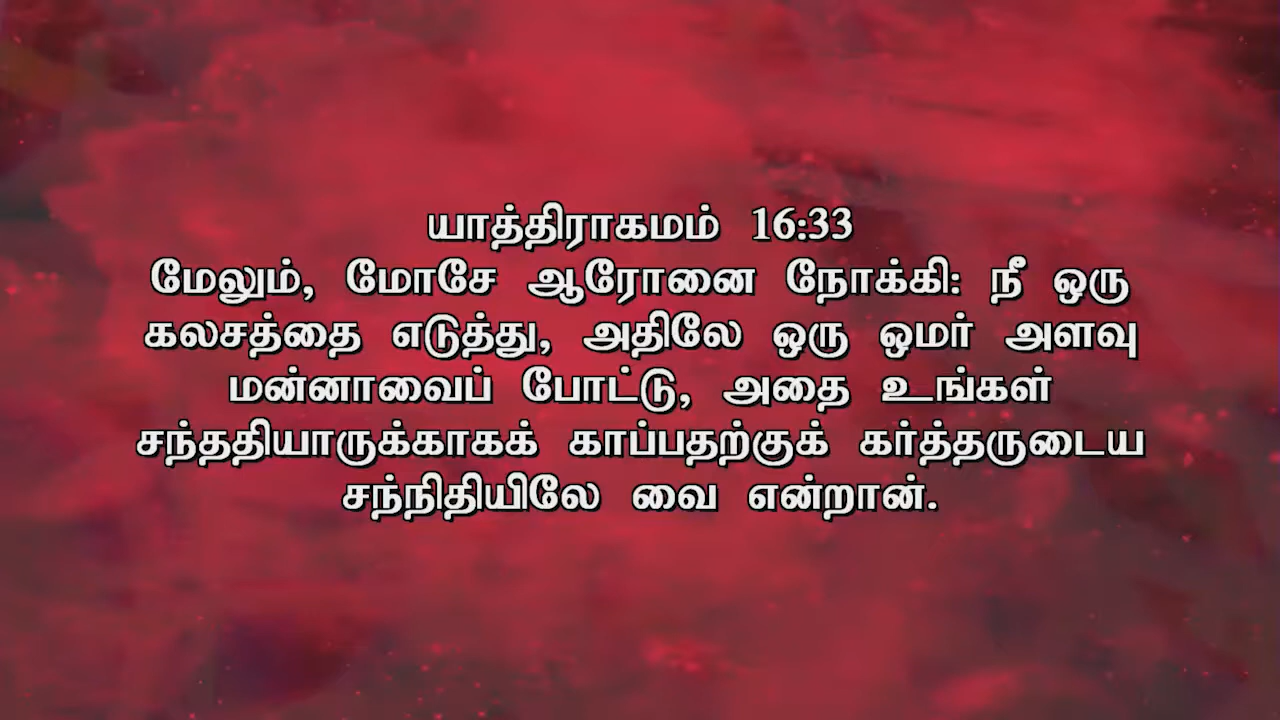 யாத்திராகமம் 16:33
மேலும், மோசே ஆரோனை நோக்கி: நீ ஒரு
கலசத்தை எடுத்து, அதிலே ஒரு ஒமர் அளவு
மன்னாவைப் போட்டு, அதை உங்கள்
சந்ததியாருக்காகக் காப்பதற்குக் கர்த்தருடைய
சந்நிதியிலே வை என்றான்.